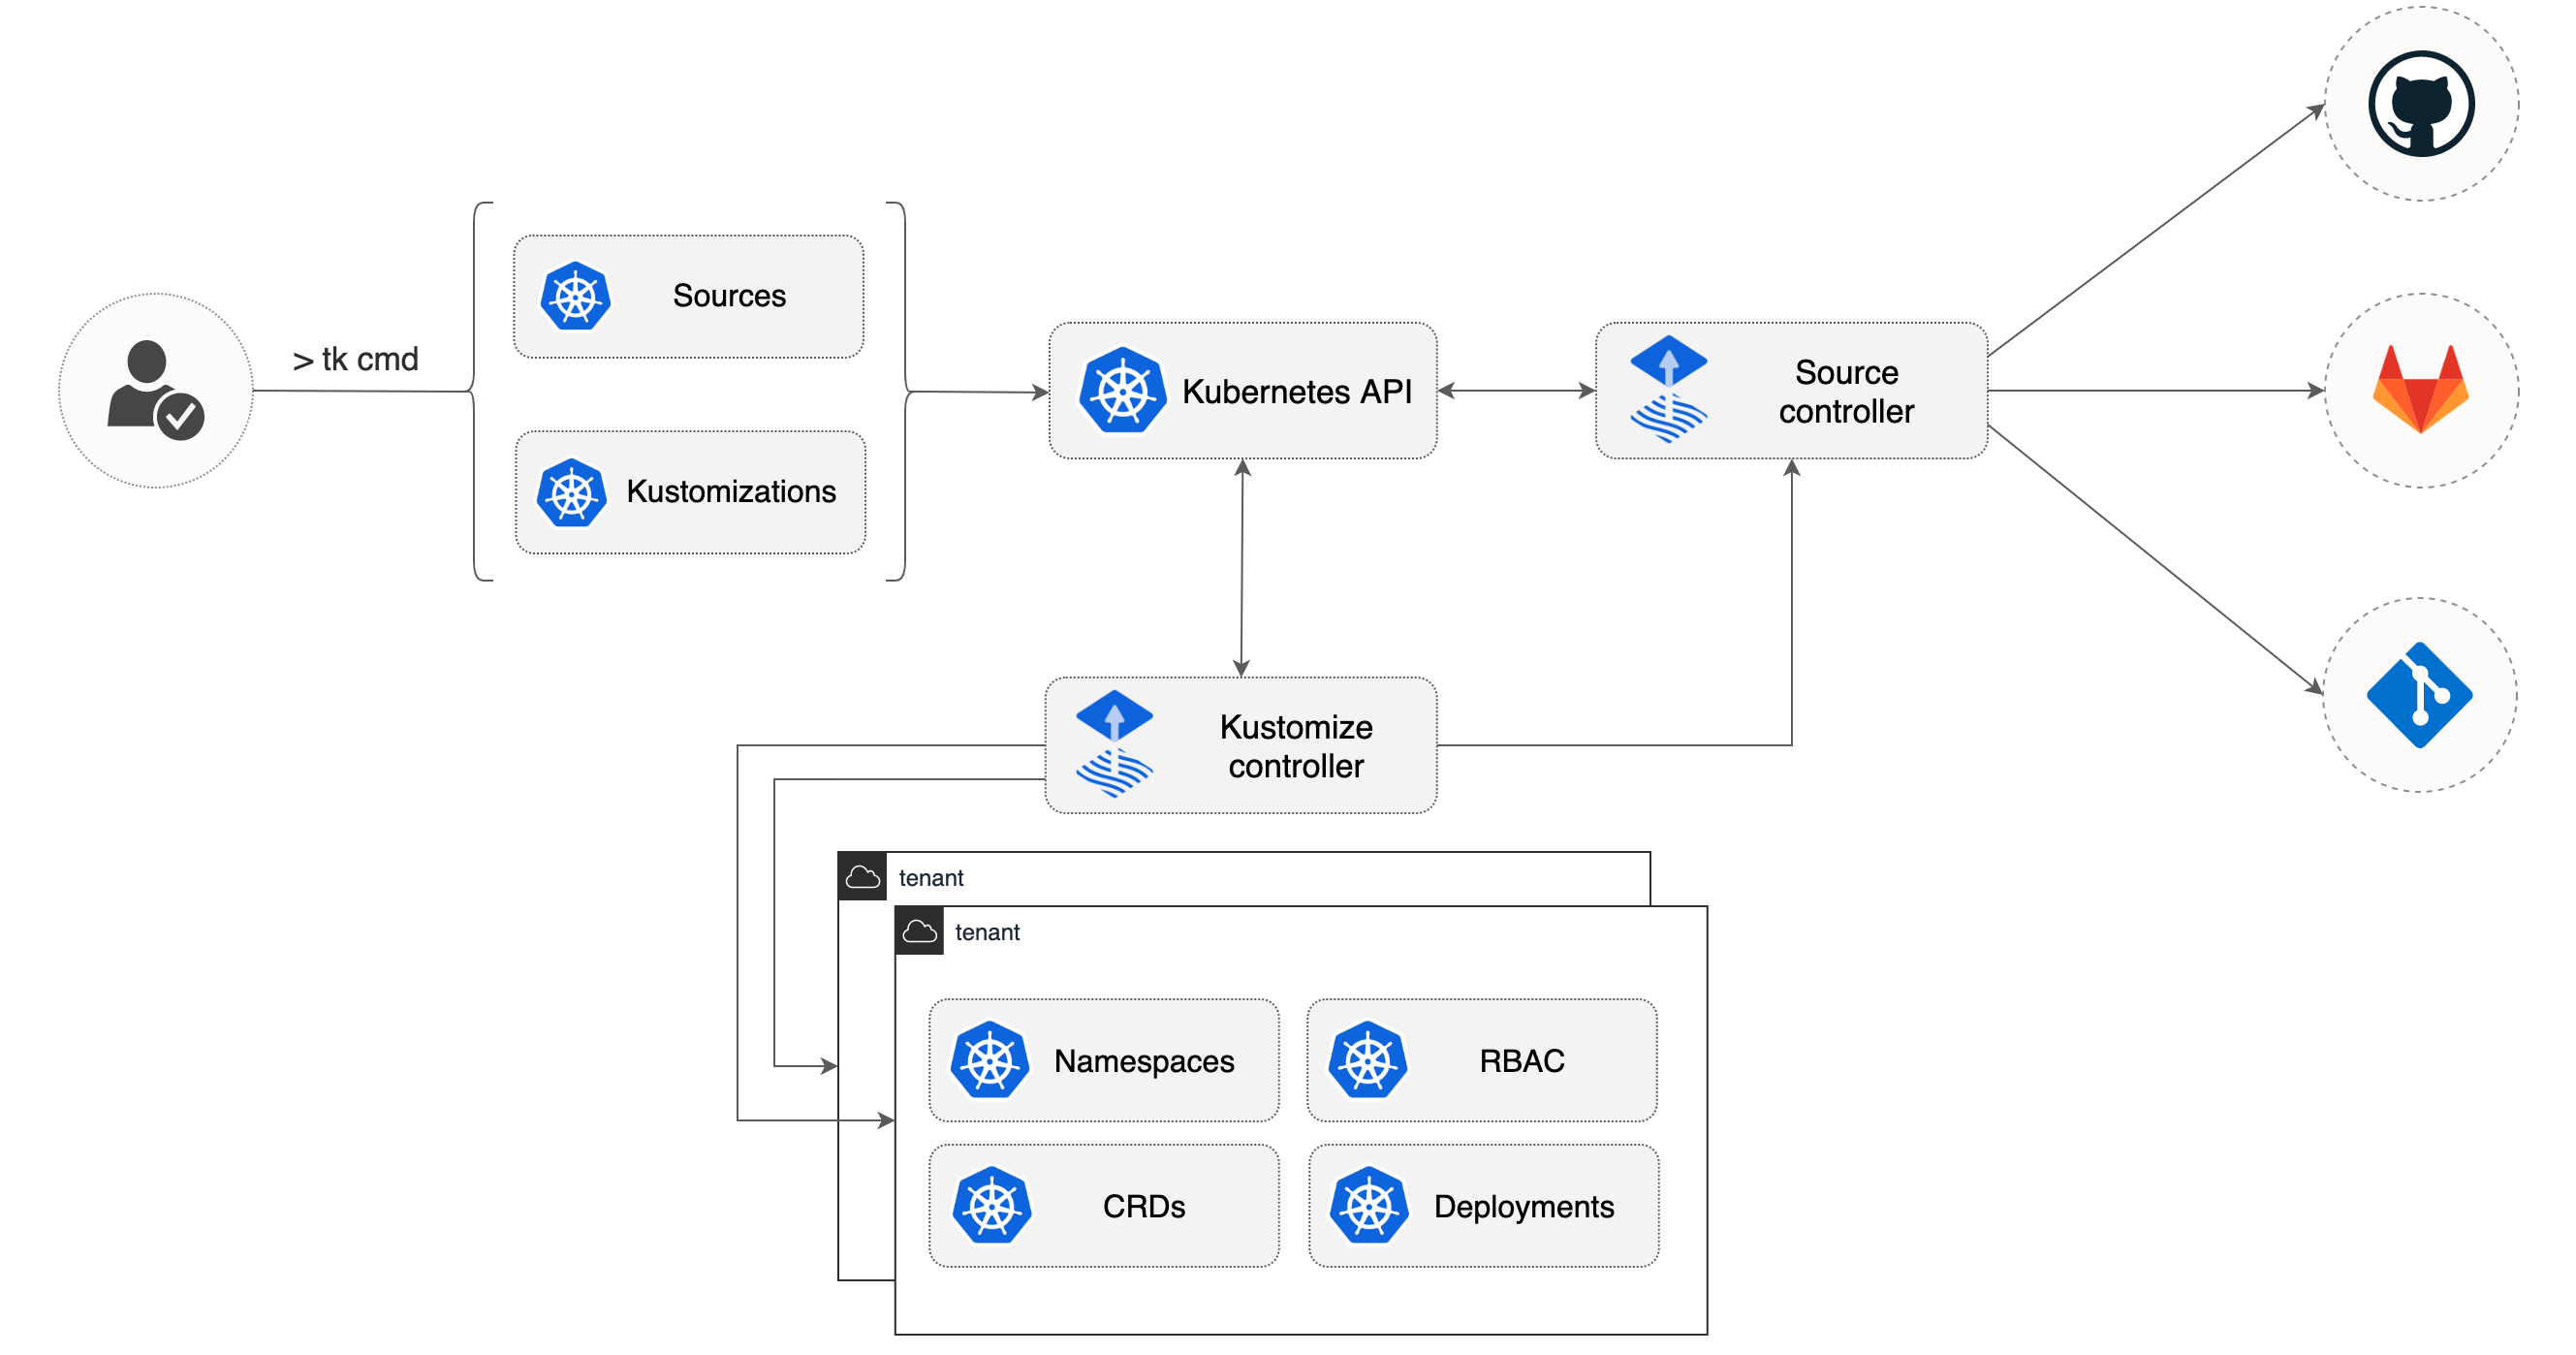 > tk cmd
Sources
Kustomizations
Kubernetes API
Source
controller
Kustomize
controller
tenant
tenant
Namespaces
RBAC
CRDs
Deployments